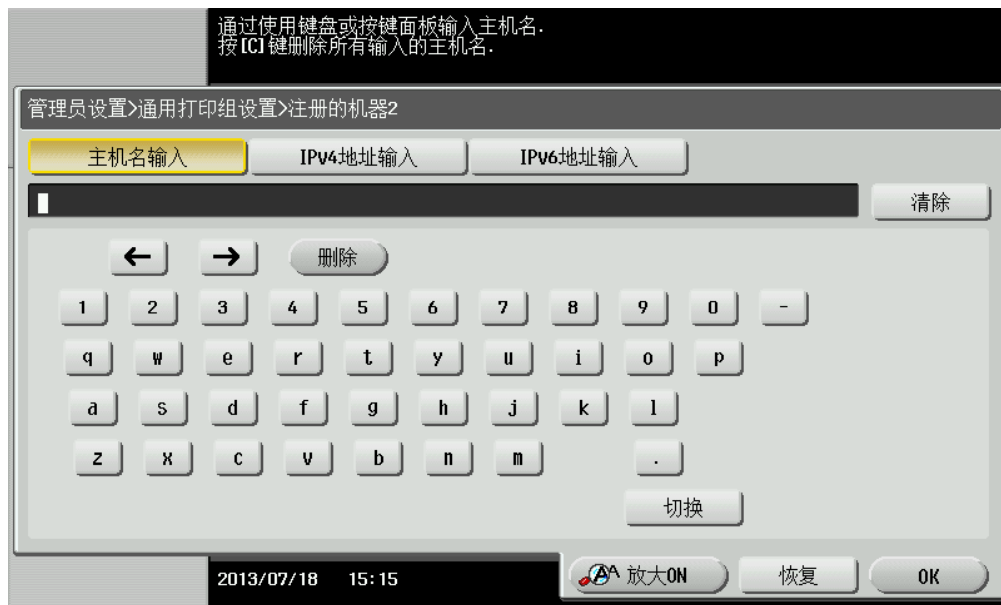 通过使用键盘或按键面板输入主机名.
按[C]键删除所有输入的主机名.
管理员设置>通用打印组设置>注册的机器2
主机名输入 IPv4地址输入 IPv6地址输入
清除
← → 删除
1 2 3 4 5 6 7 8 9 0 -
q w e r t y u i o p
a s d f g h j k l
z x c v b n m .
切换
2013/07/18 15:15 放大ON 恢复 OK